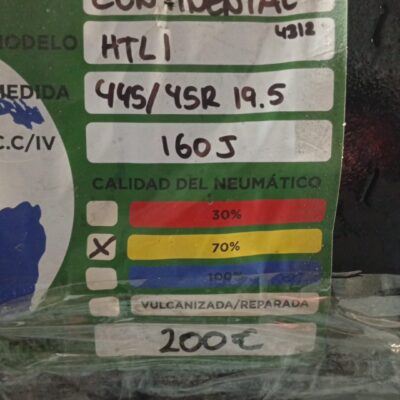 CONTINENTAL
4312
MODELO HTL1
MEDIDA 445/45R 19.5
C.C/IV 160J
CALIDAD DEL NEUMÁTICO
30%
X 70%
100%
VULCANIZADA/REPARADA
200€